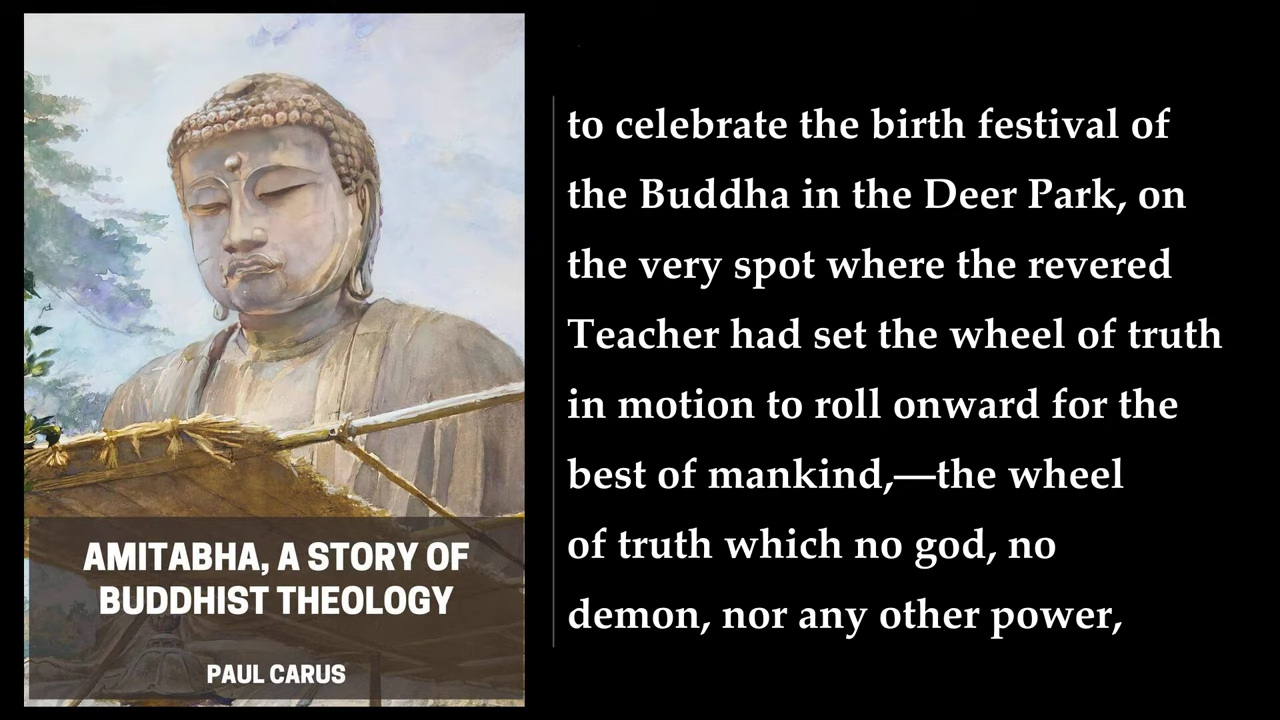 AMITABHA, A STORY OF
BUDDHIST THEOLOGY
PAUL CARUS
to celebrate the birth festival of
the Buddha in the Deer Park, on
the very spot where the revered
Teacher had set the wheel of truth
in motion to roll onward for the
best of mankind,—the wheel
of truth which no god, no
demon, nor any other power,